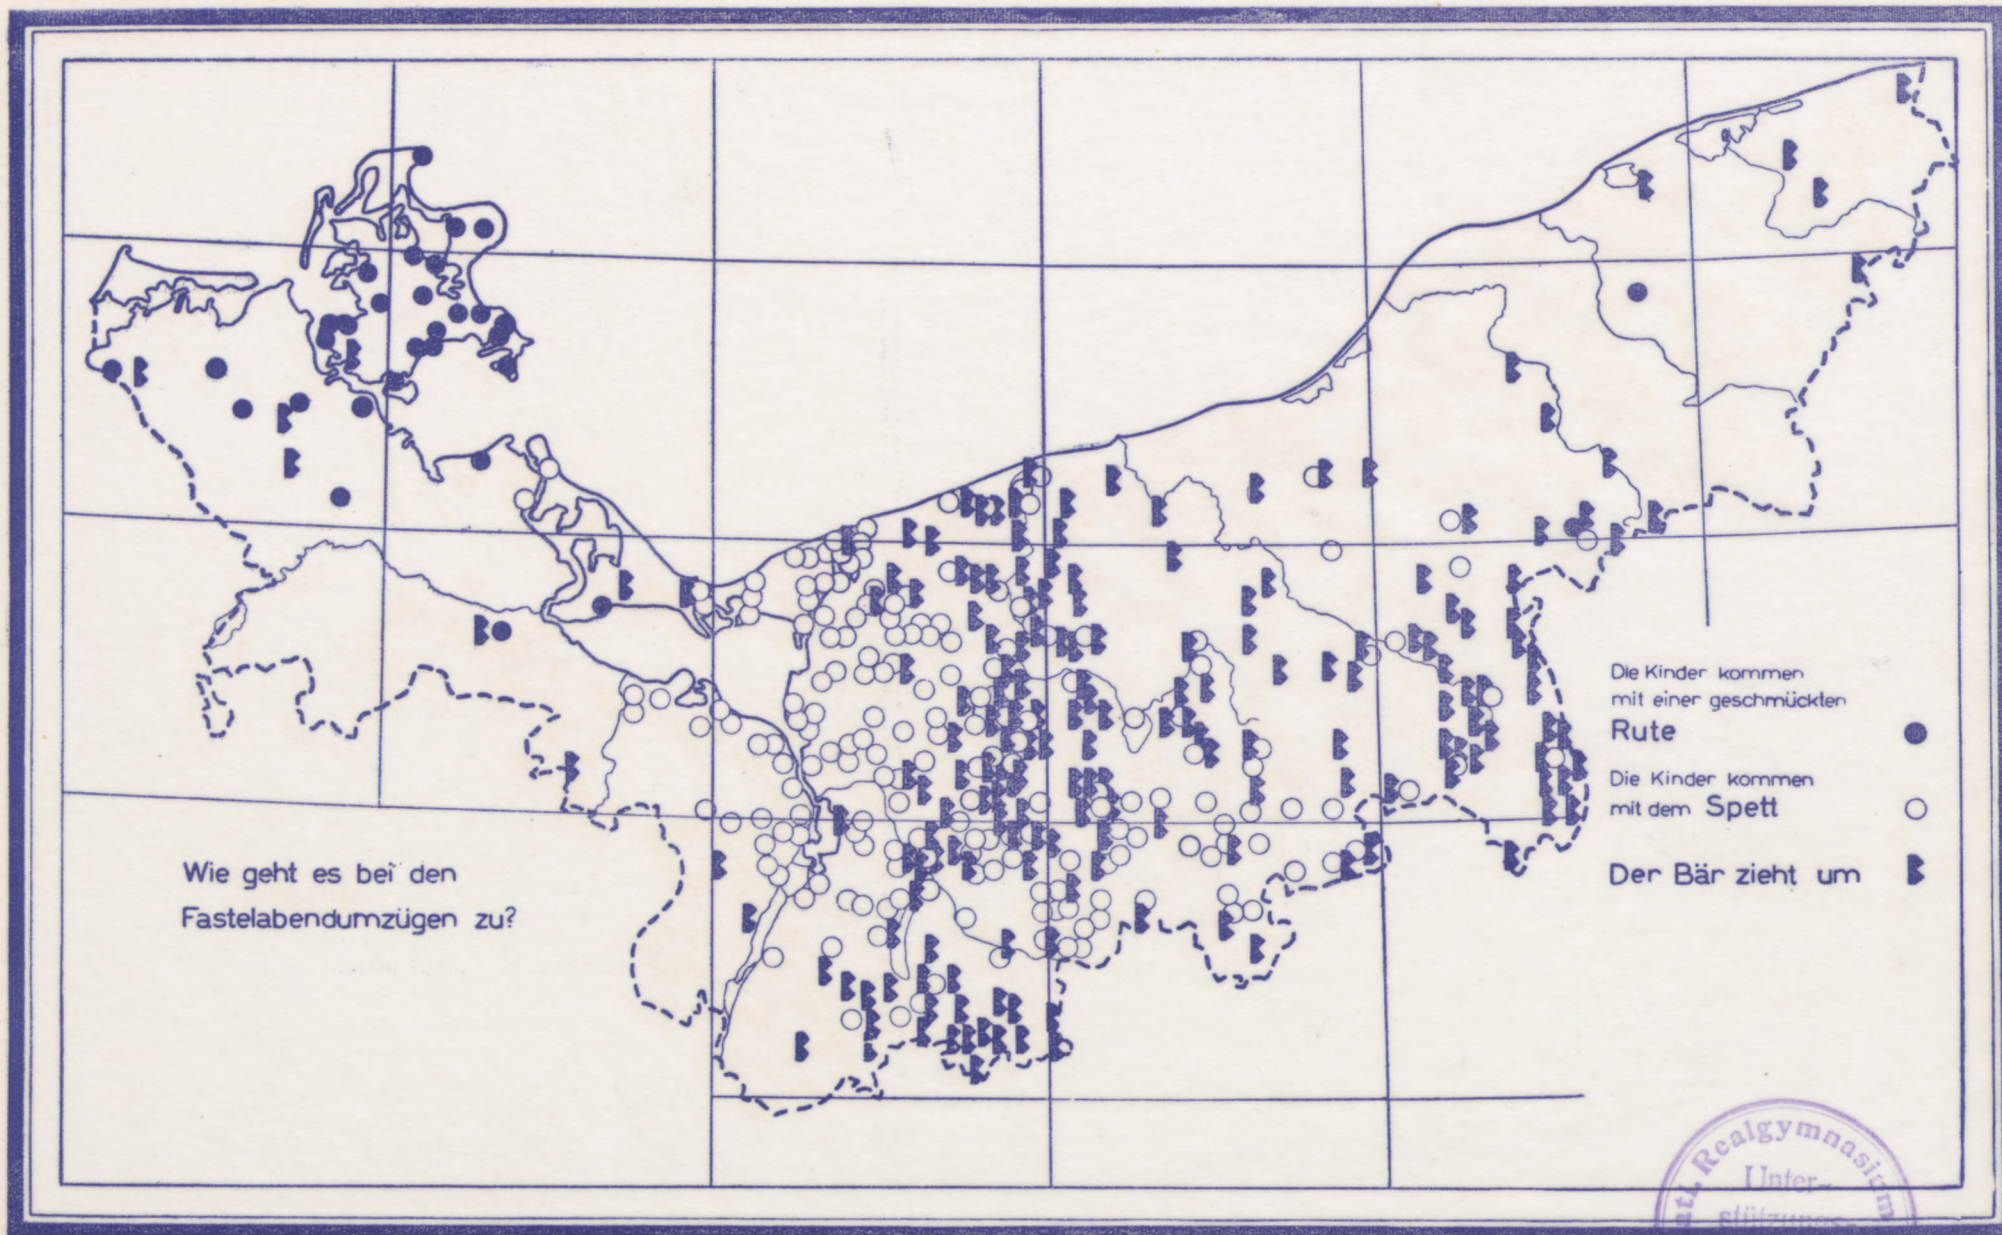 Die Kinder kommen
mit einer geschmückten
Rute
Die Kinder kommen
mit dem Spett
Der Bär zieht um
Wie geht es bei den
Fastelabendumzügen zu?
Realgymnasium
Unter-
stützungs-